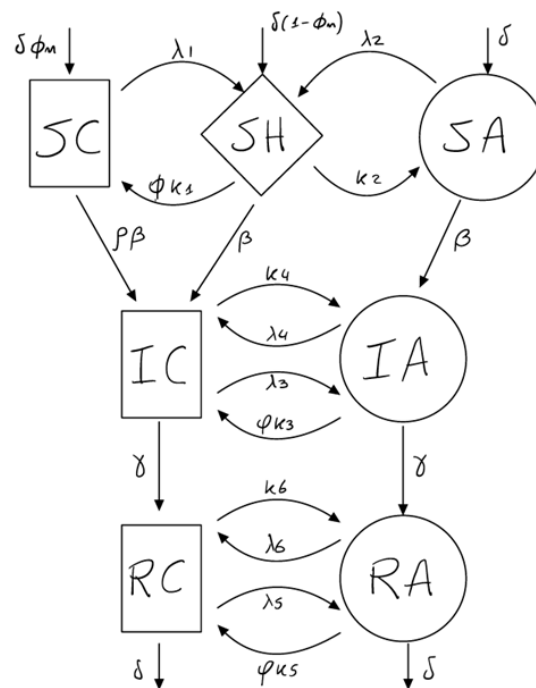 δϕₘ
δ(1-ϕₘ)
δ
λ1
λ2
SC
SH
SA
ϕκ1
κ2
ρβ
β
β
κ4
λ4
IC
IA
λ3
φκ3
γ
γ
κ6
λ6
RC
RA
λ5
φκ5
δ
δ